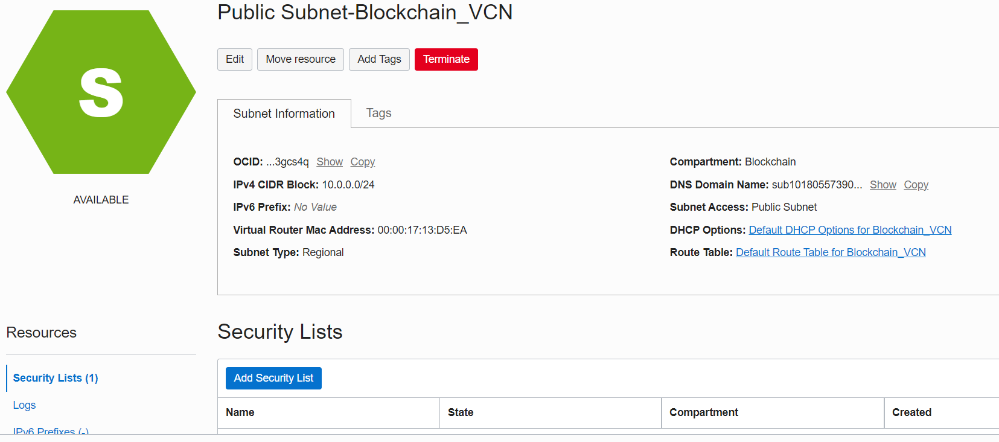 Public Subnet-Blockchain_VCN
S
AVAILABLE
Edit Move resource Add Tags Terminate
Subnet Information Tags
OCID: ...3gcs4q Show Copy
IPv4 CIDR Block: 10.0.0.0/24
IPv6 Prefix: No Value
Virtual Router Mac Address: 00:00:17:13:D5:EA
Subnet Type: Regional
Compartment: Blockchain
DNS Domain Name: sub10180557390... Show Copy
Subnet Access: Public Subnet
DHCP Options: Default DHCP Options for Blockchain_VCN
Route Table: Default Route Table for Blockchain_VCN
Resources
Security Lists (1)
Logs
IPv6 Prefixes (-)
Security Lists
Add Security List
Name State Compartment Created